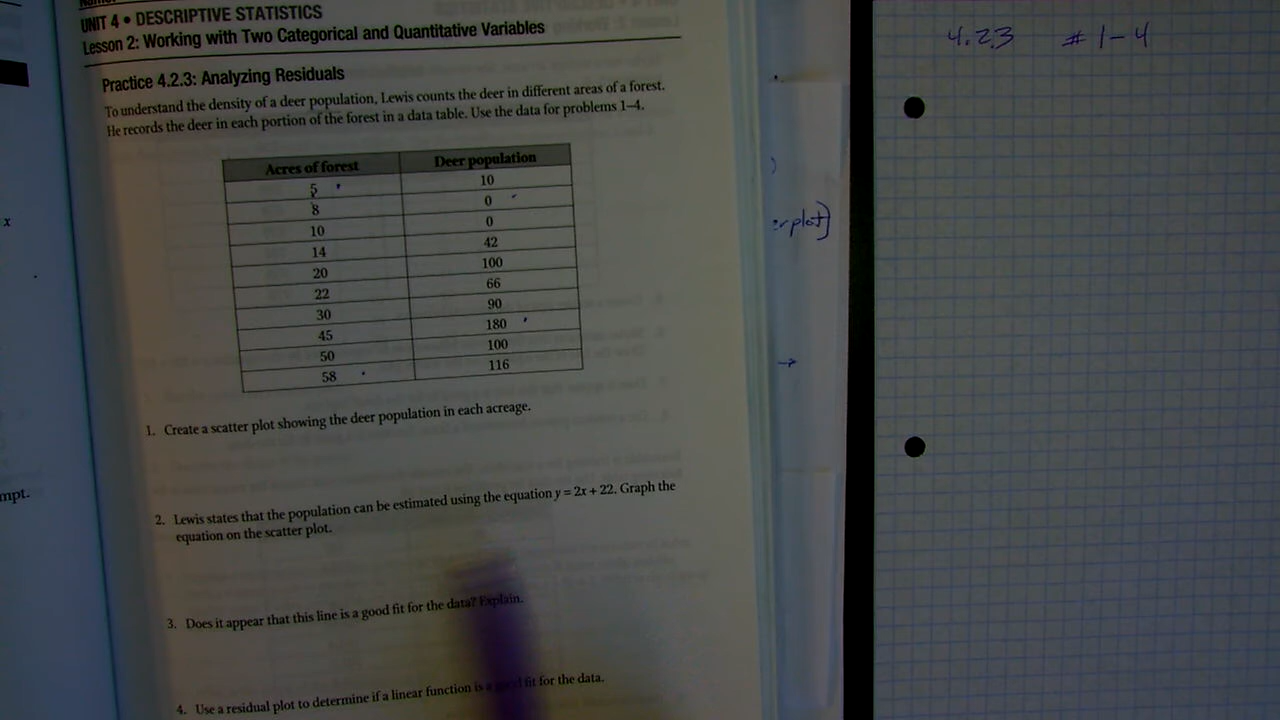 UNIT 4 • DESCRIPTIVE STATISTICS
Lesson 2: Working with Two Categorical and Quantitative Variables
Practice 4.2.3: Analyzing Residuals
To understand the density of a deer population, Lewis counts the deer in different areas of a forest.
He records the deer in each portion of the forest in a data table. Use the data for problems 1–4.
Acres of forest Deer population
5 10
8 0
10 0
14 42
20 100
22 66
30 90
45 180
50 100
58 116
1. Create a scatter plot showing the deer population in each acreage.
2. Lewis states that the population can be estimated using the equation y = 2x + 22. Graph the
equation on the scatter plot.
3. Does it appear that this line is a good fit for the data? Explain.
4. Use a residual plot to determine if a linear function is a good fit for the data.
x
mpt.
)
plot]
→
4.2.3 # 1-4